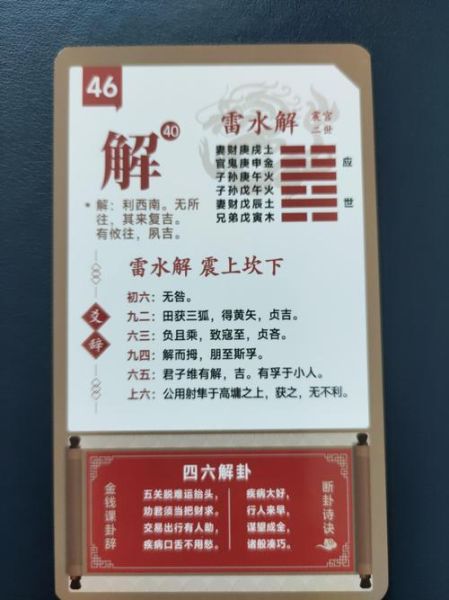 46
解
40
雷水解
震宫
二世
妻财庚戌土
官鬼庚申金 应
子孙庚午火
子孙戊午火
妻财戊辰土 世
兄弟戊寅木
*解：利西南。无所
往，其来复吉。
有攸往，夙吉。
雷水解 震上坎下
爻辞
初六：无咎。
九二：田获三狐，得黄矢，贞吉。
六三：负且乘，致寇至，贞吝。
九四：解而拇，朋至斯孚。
六五：君子维有解，吉。有孚于小人。
上六：公用射隼于高墉之上，获之，无不利。
四六解卦
金钱课卦辞
五关脱难运抬头，
劝君须当把财求。
交易出行有人助，
疾病口舌不用愁。
疾病大好，
行人来早，
谋望成全，
诸般凑巧。
断卦诗诀